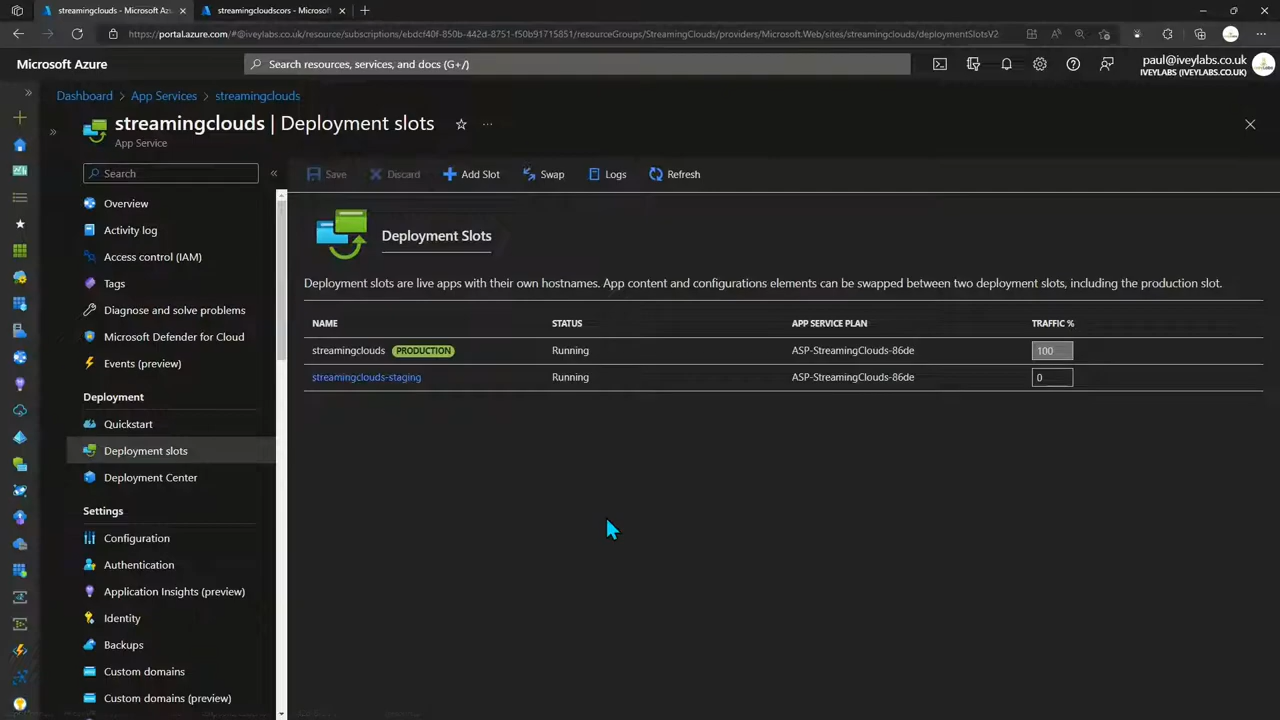 streamingclouds - Microsoft Az
streamingcloudscors - Microsof
https://portal.azure.com/#@iveylabs.co.uk/resource/subscriptions/ebdcf40f-850b-442d-8751-f50b91715851/resourceGroups/StreamingClouds/providers/Microsoft.Web/sites/streamingclouds/deploymentSlotsV2
Microsoft Azure
Search resources, services, and docs (G+/)
paul@iveylabs.co.uk
IVEYLABS (IVEYLABS.CO.UK)
Dashboard > App Services > streamingclouds
streamingclouds | Deployment slots
App Service
Search
Save
Discard
Add Slot
Swap
Logs
Refresh
Overview
Activity log
Access control (IAM)
Tags
Diagnose and solve problems
Microsoft Defender for Cloud
Events (preview)
Deployment
Quickstart
Deployment slots
Deployment Center
Settings
Configuration
Authentication
Application Insights (preview)
Identity
Backups
Custom domains
Custom domains (preview)
Deployment Slots
Deployment slots are live apps with their own hostnames. App content and configurations elements can be swapped between two deployment slots, including the production slot.
NAME STATUS APP SERVICE PLAN TRAFFIC %
streamingclouds PRODUCTION Running ASP-StreamingClouds-86de 100
streamingclouds-staging Running ASP-StreamingClouds-86de 0